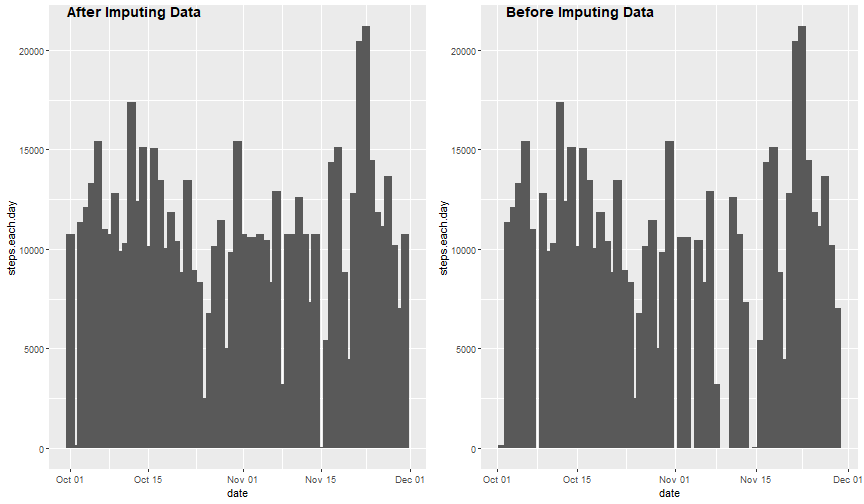 After Imputing Data
Before Imputing Data
steps.each.day
20000
15000
10000
5000
0
Oct 01
Oct 15
Nov 01
Nov 15
Dec 01
date
steps.each.day
20000
15000
10000
5000
0
Oct 01
Oct 15
Nov 01
Nov 15
Dec 01
date